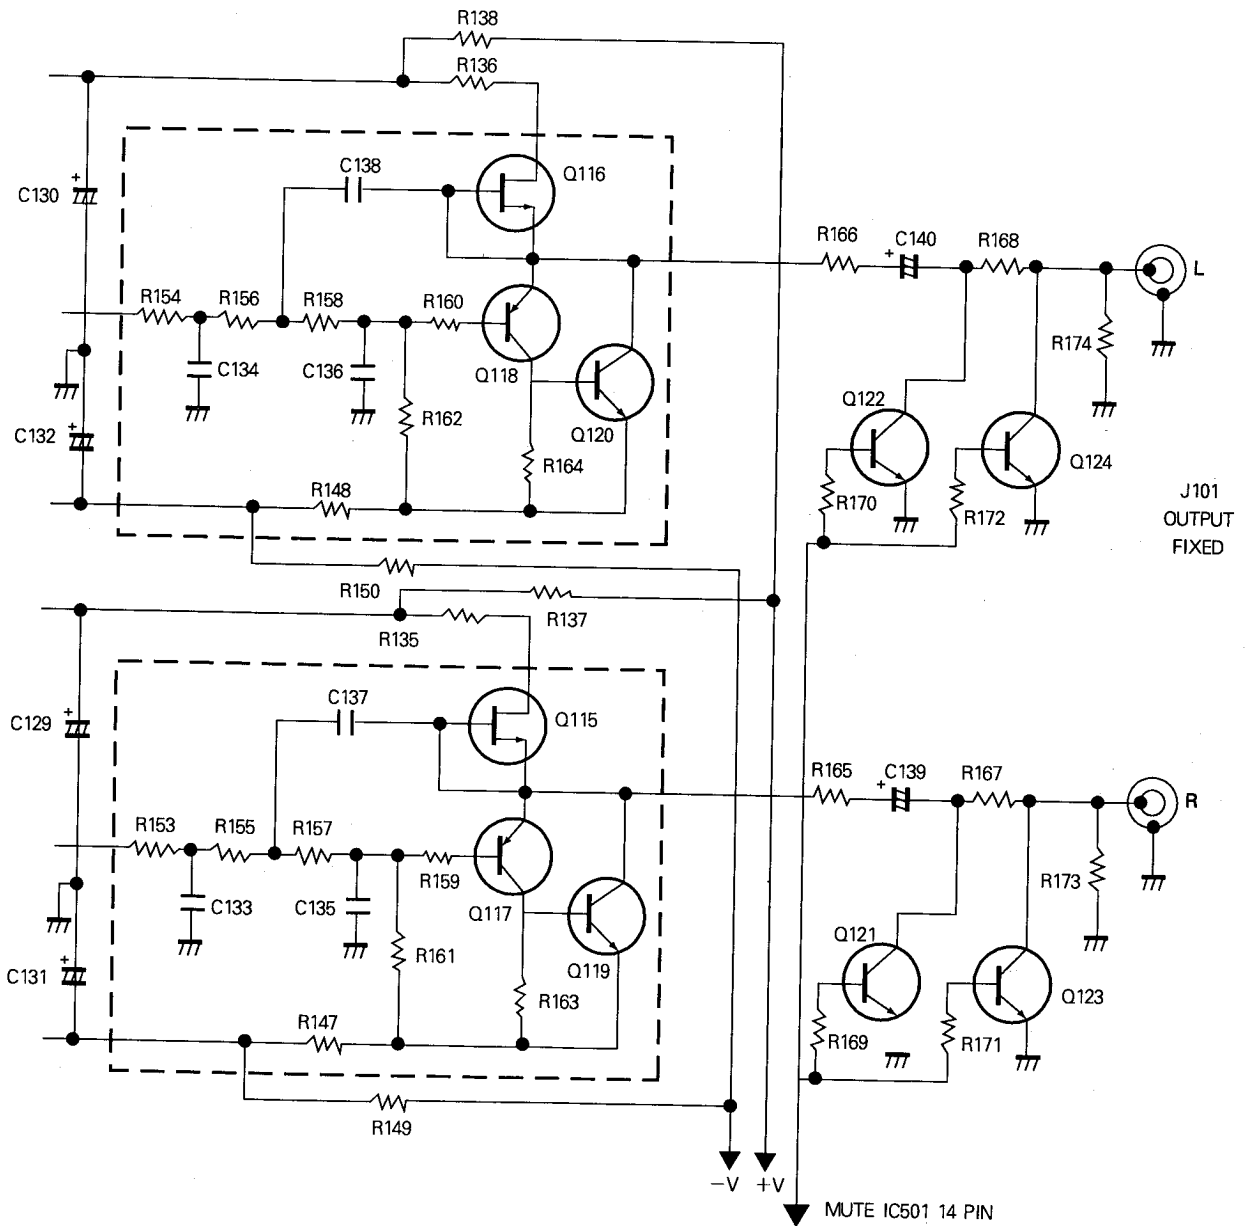 R138
R136
C138
Q116
C130
+
R166
C140
+
R168
L
R154
R156
R158
R160
R174
C134
C136
Q118
Q122
C132
+
R162
Q120
Q124
R164
R148
R170
R172
J101
OUTPUT
FIXED
R150
R137
R135
C137
Q115
C129
+
R165
C139
+
R167
R
R153
R155
R157
R159
R173
C133
C135
Q117
Q121
R161
Q119
C131
+
R163
Q123
R147
R169
R171
R149
−V
+V
MUTE IC501 14 PIN